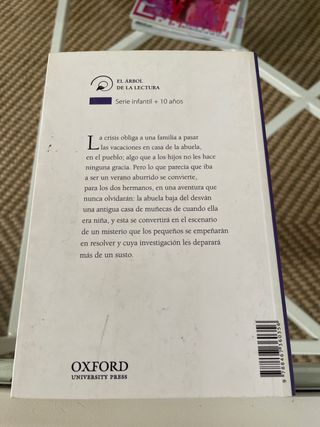 EL ÁRBOL
DE LA LECTURA
Serie infantil + 10 años
La crisis obliga a una familia a pasar
las vacaciones en casa de la abuela,
en el pueblo; algo que a los hijos no les hace
ninguna gracia. Pero lo que parecía que iba
a ser un verano aburrido se convierte,
para los dos hermanos, en una aventura que
nunca olvidarán: la abuela baja del desván
una antigua casa de muñecas de cuando ella
era niña, y esta se convertirá en el escenario
de un misterio que los pequeños se empeñarán
en resolver y cuya investigación les deparará
más de un susto.
OXFORD
UNIVERSITY PRESS